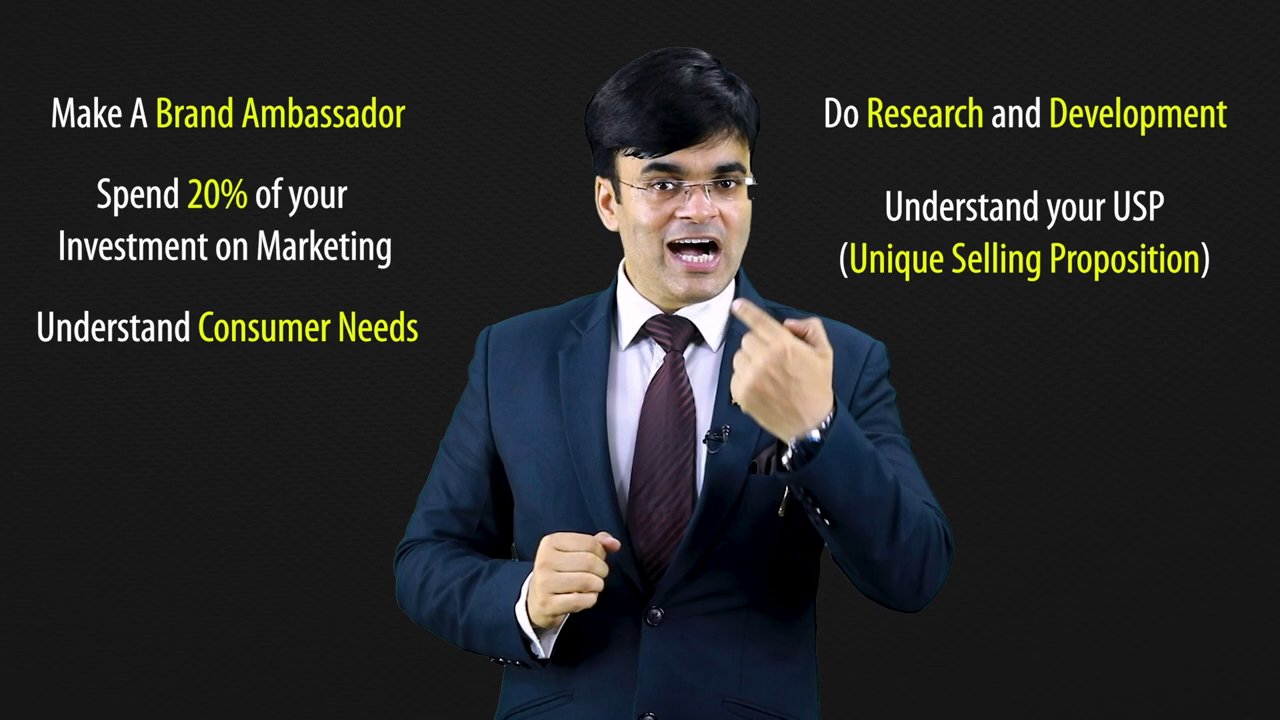 Make A Brand Ambassador
Spend 20% of your
Investment on Marketing
Understand Consumer Needs
Do Research and Development
Understand your USP
(Unique Selling Proposition)